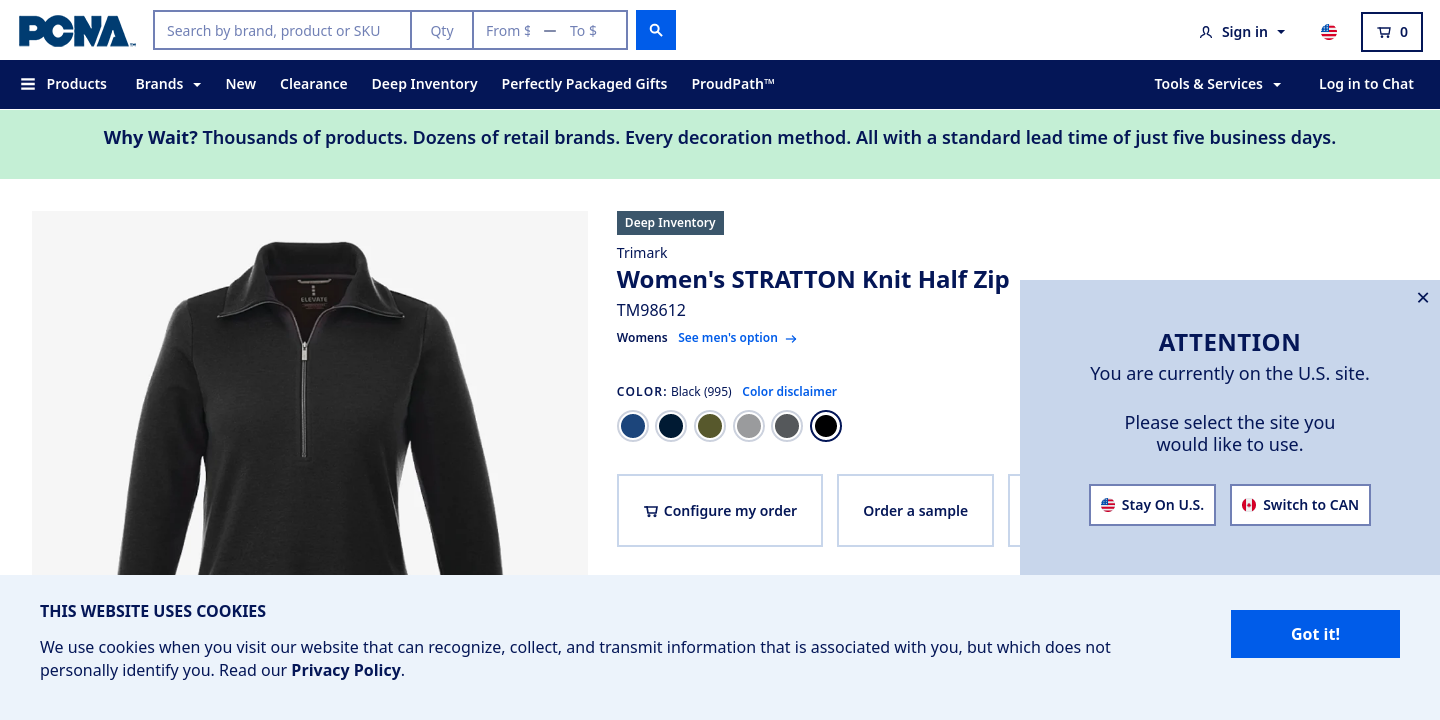 PCNA
Search by brand, product or SKU
Qty
From $
To $
Sign in
0
Products
Brands
New
Clearance
Deep Inventory
Perfectly Packaged Gifts
ProudPath™
Tools & Services
Log in to Chat
Why Wait? Thousands of products. Dozens of retail brands. Every decoration method. All with a standard lead time of just five business days.
ELEVATE
Deep Inventory
Trimark
Women's STRATTON Knit Half Zip
TM98612
Womens See men's option
COLOR: Black (995) Color disclaimer
Configure my order
Order a sample
ATTENTION
You are currently on the U.S. site.
Please select the site you
would like to use.
Stay On U.S.
Switch to CAN
THIS WEBSITE USES COOKIES
We use cookies when you visit our website that can recognize, collect, and transmit information that is associated with you, but which does not
personally identify you. Read our Privacy Policy.
Got it!